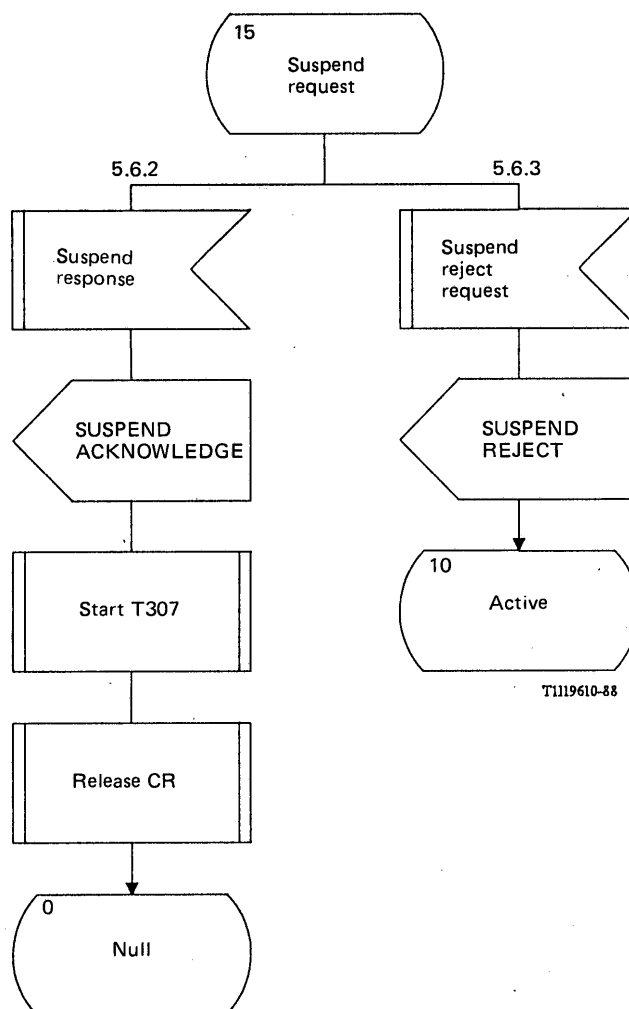 15
Suspend
request
5.6.2
5.6.3
Suspend
response
Suspend
reject
request
SUSPEND
ACKNOWLEDGE
SUSPEND
REJECT
Start T307
10
Active
T1119610-88
Release CR
0
Null